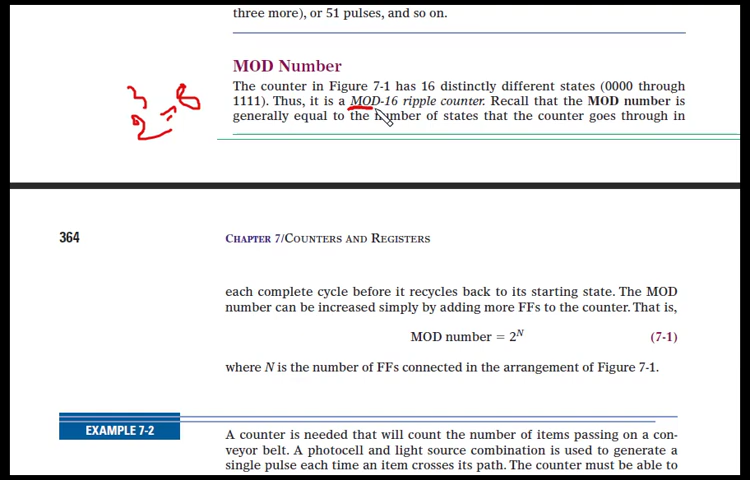 three more), or 51 pulses, and so on.
MOD Number
The counter in Figure 7-1 has 16 distinctly different states (0000 through
1111). Thus, it is a MOD-16 ripple counter. Recall that the MOD number is
generally equal to the number of states that the counter goes through in
3 8
2
364
CHAPTER 7/COUNTERS AND REGISTERS
each complete cycle before it recycles back to its starting state. The MOD
number can be increased simply by adding more FFs to the counter. That is,
MOD number = 2^N (7-1)
where N is the number of FFs connected in the arrangement of Figure 7-1.
EXAMPLE 7-2
A counter is needed that will count the number of items passing on a con-
veyor belt. A photocell and light source combination is used to generate a
single pulse each time an item crosses its path. The counter must be able to